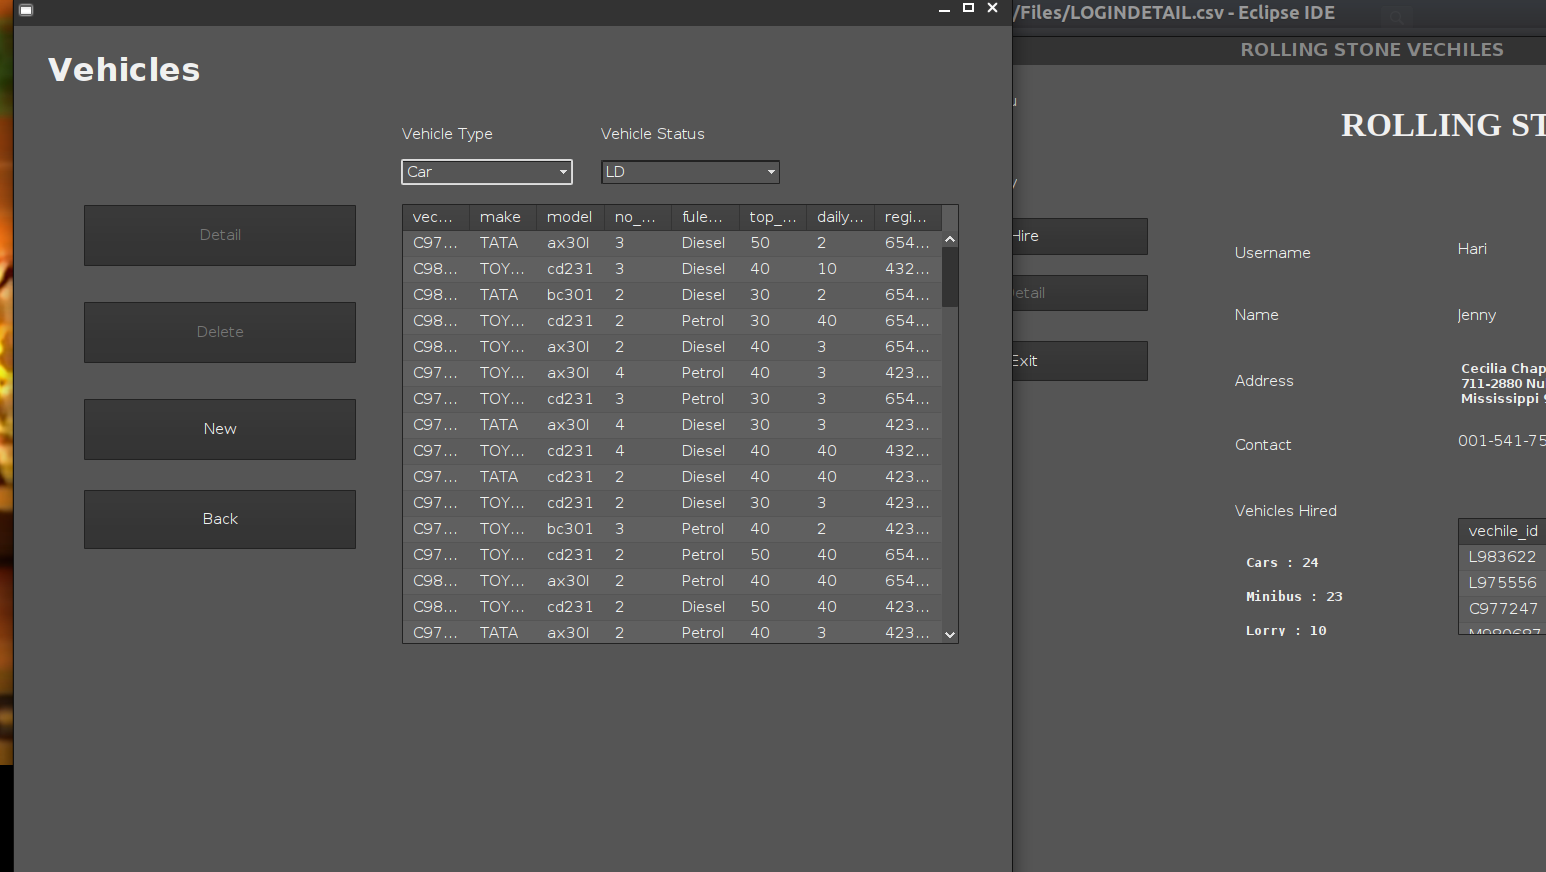 /Files/LOGINDETAIL.csv - Eclipse IDE
Vehicles
Vehicle Type Vehicle Status
Car LD
Detail
Delete
New
Back
vec... make model no_... fule... top_... daily... regi...
C97... TATA ax30l 3 Diesel 50 2 654...
C98... TOY... cd231 3 Diesel 40 10 432...
C98... TATA bc301 2 Diesel 30 2 654...
C98... TOY... cd231 2 Petrol 30 40 654...
C98... TOY... ax30l 2 Diesel 40 3 654...
C97... TOY... ax30l 4 Petrol 40 3 423...
C97... TOY... cd231 3 Petrol 30 3 654...
C97... TATA ax30l 4 Diesel 30 3 423...
C97... TOY... cd231 4 Diesel 40 40 432...
C97... TATA cd231 2 Diesel 40 40 423...
C97... TOY... cd231 2 Diesel 30 3 423...
C97... TOY... bc301 3 Petrol 40 2 423...
C97... TOY... cd231 2 Petrol 50 40 654...
C98... TOY... ax30l 2 Petrol 40 40 654...
C98... TOY... cd231 2 Diesel 50 40 423...
C97... TATA ax30l 2 Petrol 40 3 423...
ROLLING STONE VECHILES
ROLLING ST
Hire
etail
Exit
Username Hari
Name Jenny
Address Cecilia Chap
711-2880 Nu
Mississippi 9
Contact 001-541-75
Vehicles Hired
Cars : 24
Minibus : 23
Lorry : 10
vechile_id
L983622
L975556
C977247
M980687